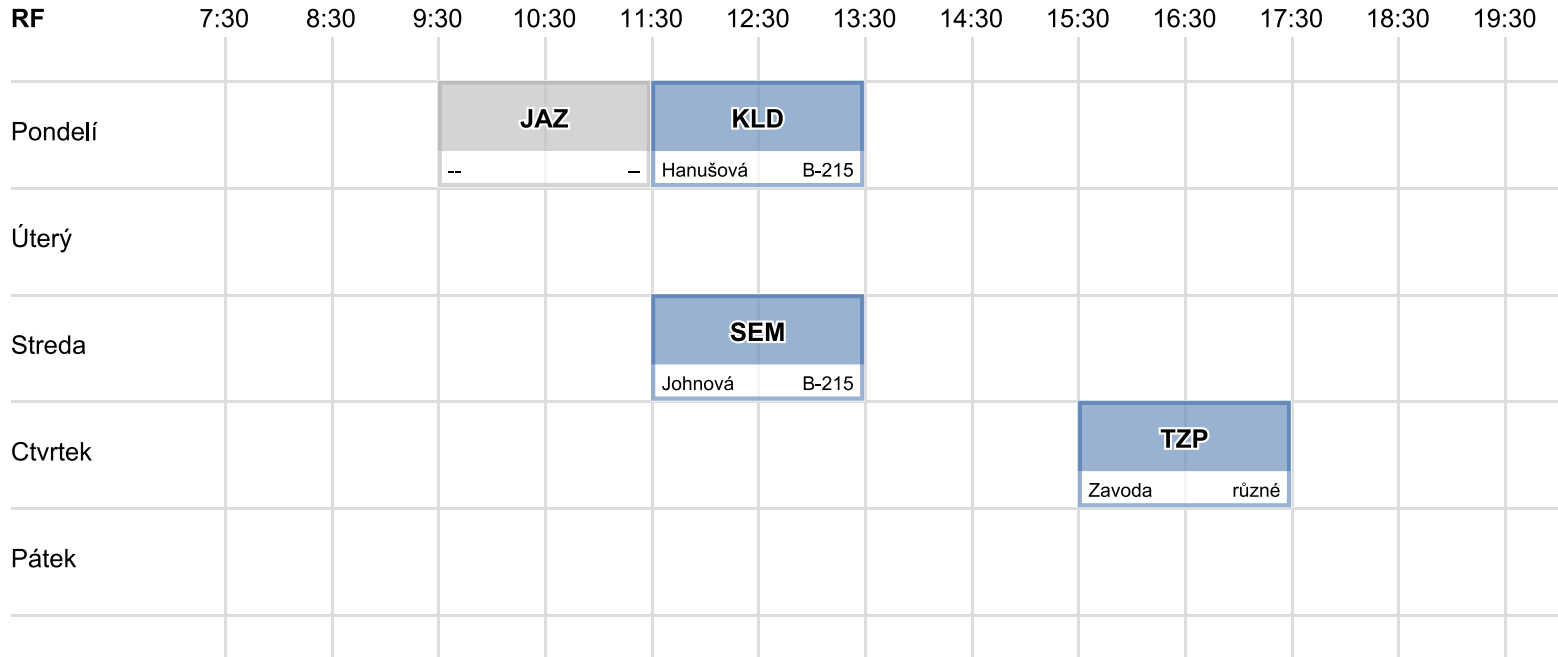 RF 7:30 8:30 9:30 10:30 11:30 12:30 13:30 14:30 15:30 16:30 17:30 18:30 19:30
Pondelí
JAZ
-- –
KLD
Hanušová B-215
Úterý
Streda
SEM
Johnová B-215
Ctvrtek
TZP
Zavoda různé
Pátek